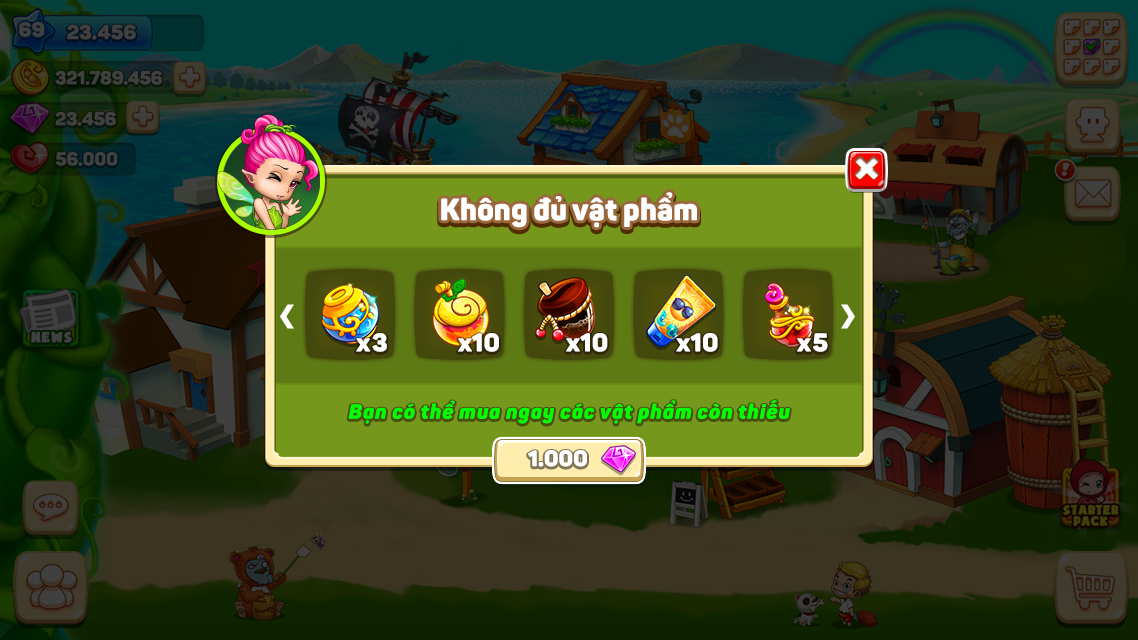 69 23.456
321.789.456
23.456
56.000
Không đủ vật phẩm
x3
x10
x10
x10
x5
Bạn có thể mua ngay các vật phẩm còn thiếu
1.000
NEWS
STARTER
PACK